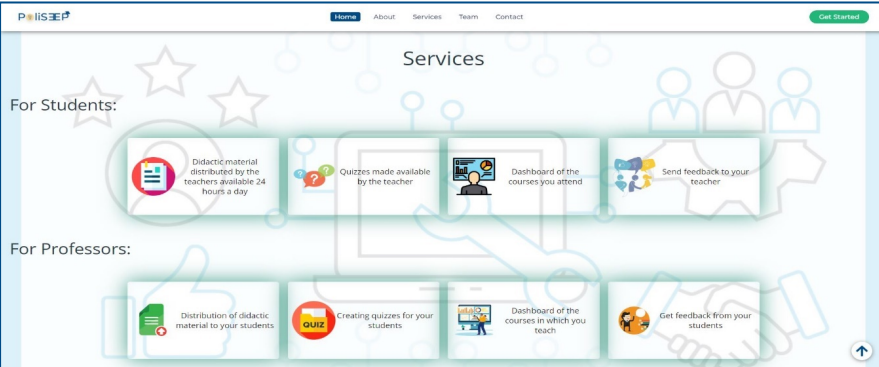 PoliSEEP
Home About Services Team Contact
Get Started
Services
For Students:
Didactic material
distributed by the
teachers available 24
hours a day
Quizzes made available
by the teacher
Dashboard of the
courses you attend
Send feedback to your
teacher
For Professors:
Distribution of didactic
material to your students
QUIZ
Creating quizzes for your
students
Dashboard of the
courses in which you
teach
Get feedback from your
students